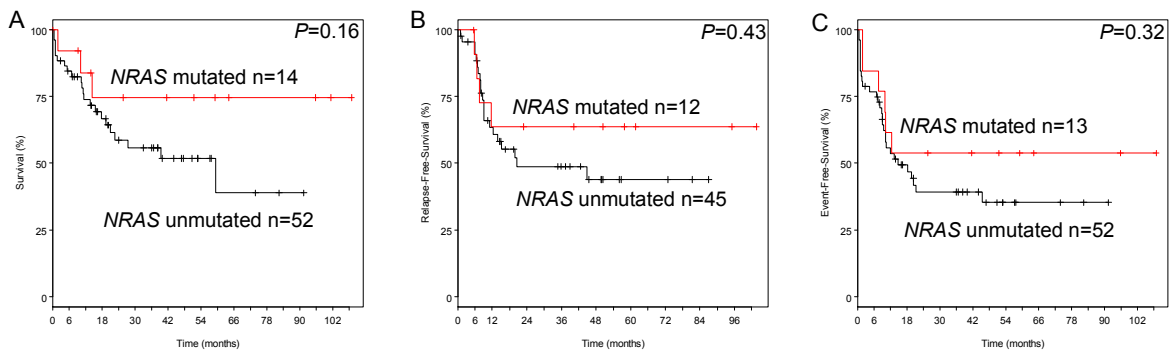 A
P=0.16
100
75
50
25
0
Survival (%)
NRAS mutated n=14
NRAS unmutated n=52
0 6 18 30 42 54 66 78 90 102
Time (months)
B
P=0.43
100
75
50
25
0
Relapse-Free-Survival (%)
NRAS mutated n=12
NRAS unmutated n=45
0 6 12 24 36 48 60 72 84 96
Time (months)
C
P=0.32
100
75
50
25
0
Event-Free-Survival (%)
NRAS mutated n=13
NRAS unmutated n=52
0 6 18 30 42 54 66 78 90 102
Time (months)